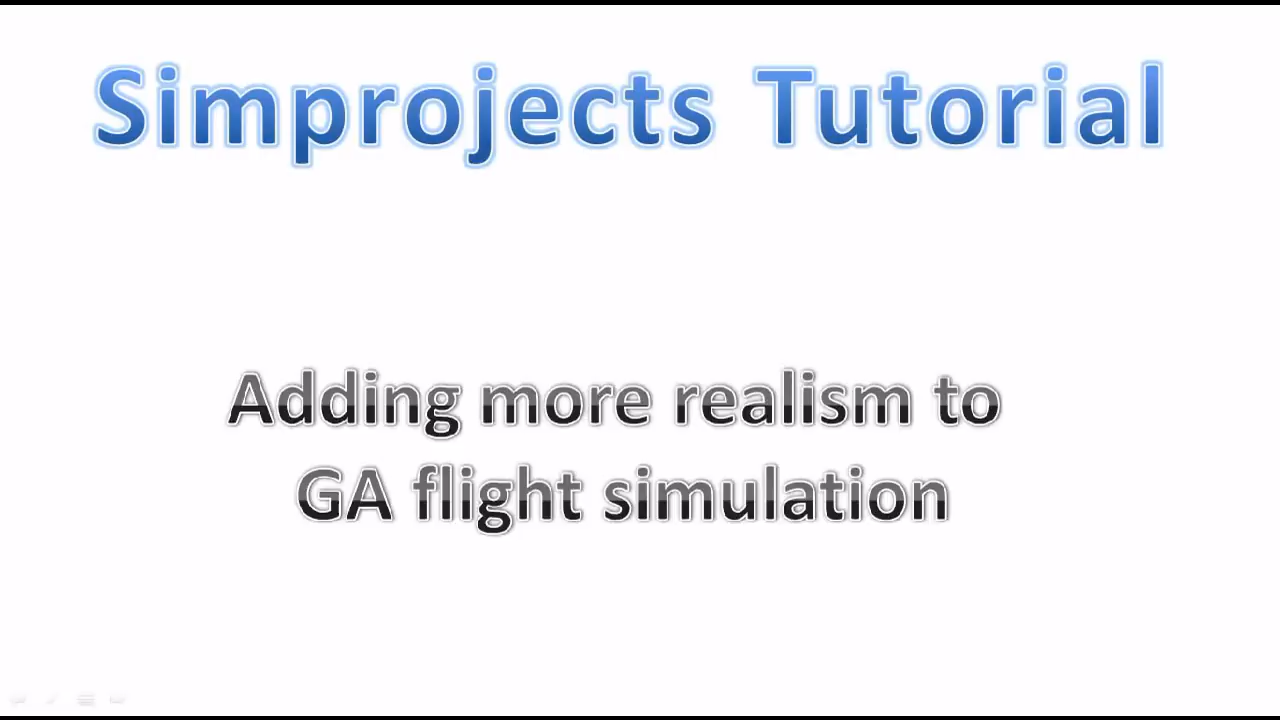 Simprojects Tutorial
Adding more realism to
GA flight simulation